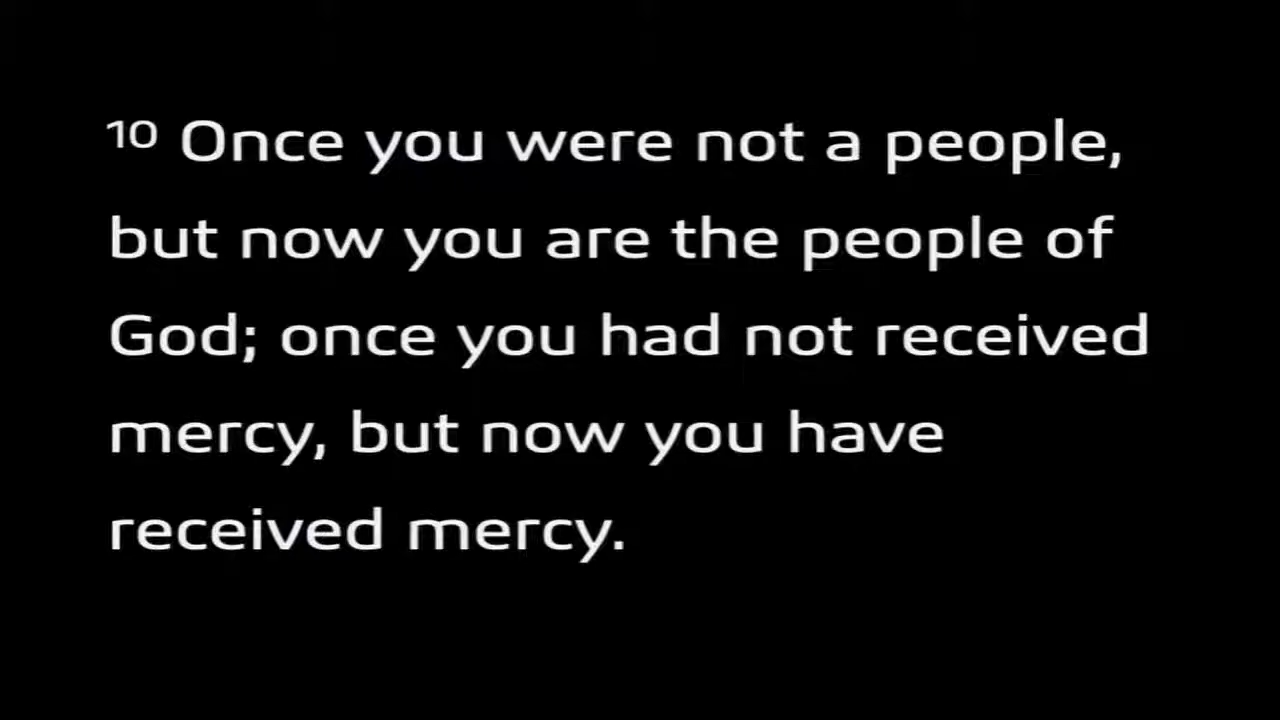 10 Once you were not a people,
but now you are the people of
God; once you had not received
mercy, but now you have
received mercy.